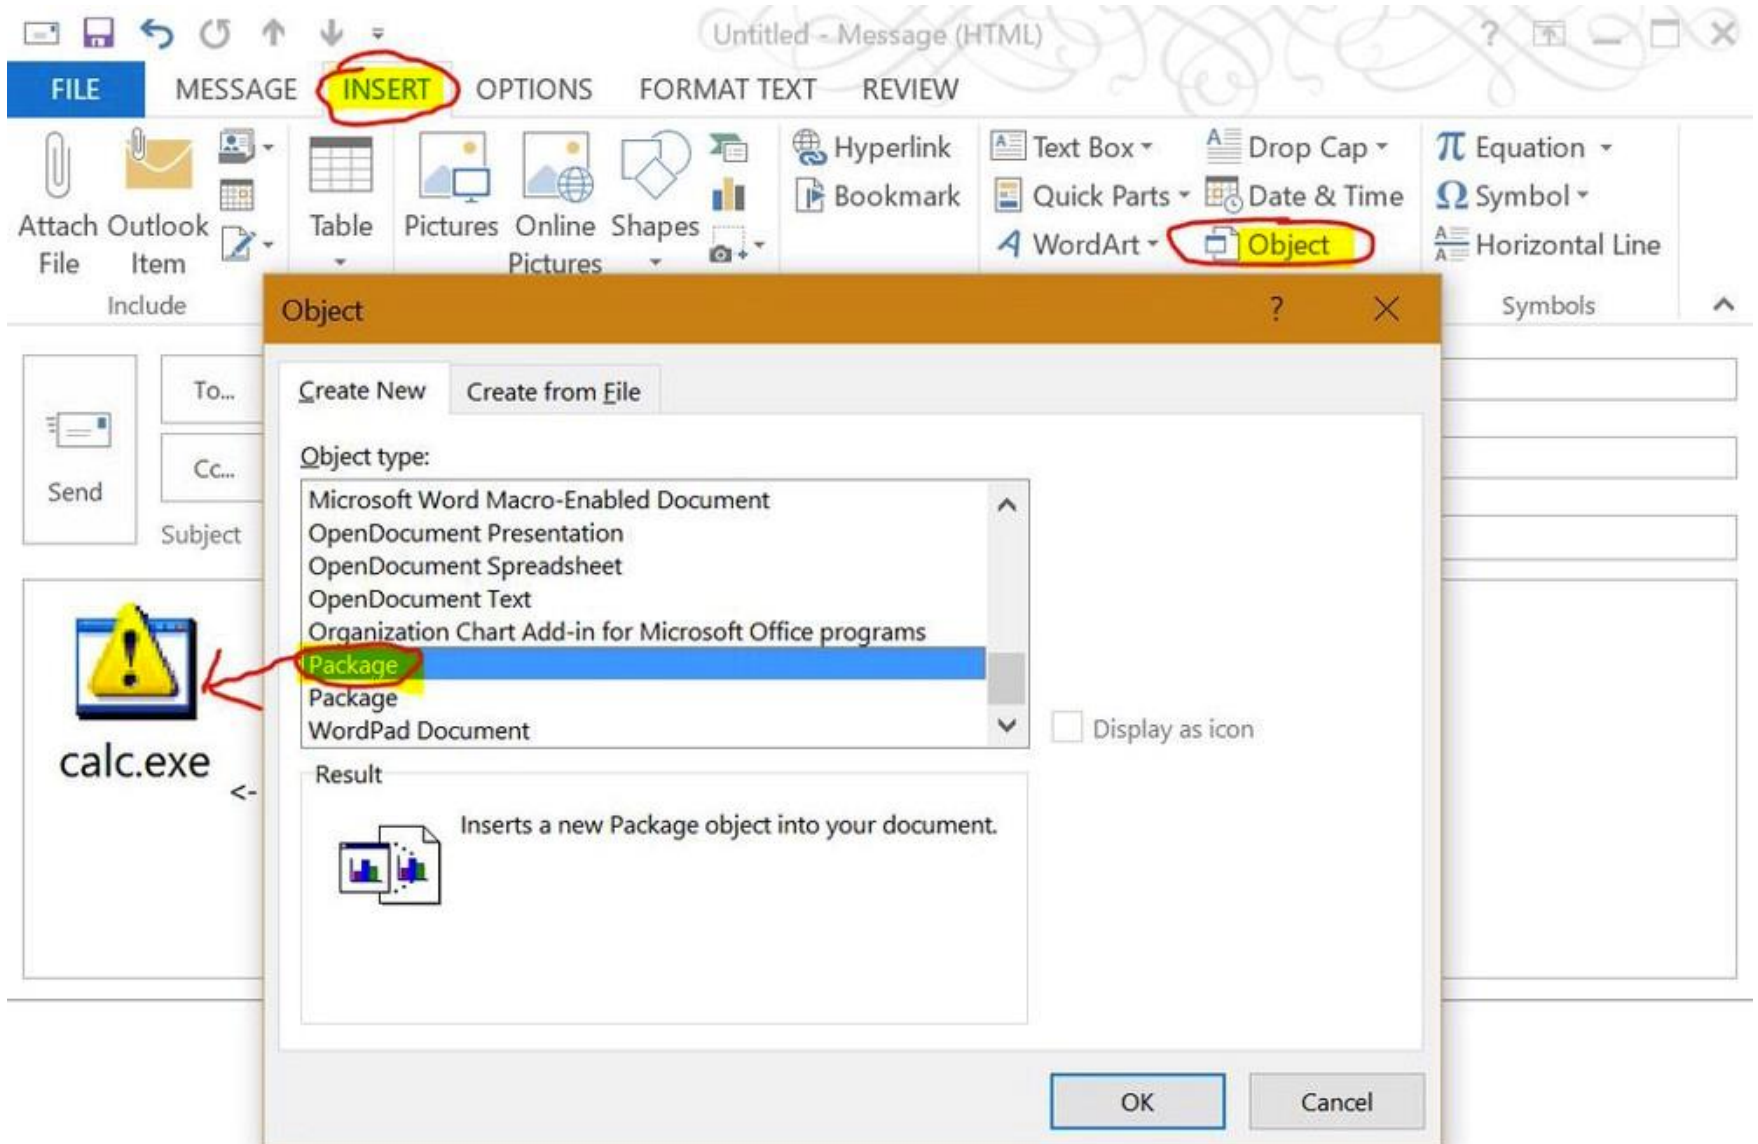 Untitled - Message (HTML)
?
FILE MESSAGE INSERT OPTIONS FORMAT TEXT REVIEW
Attach File
Outlook Item
Include
Table
Pictures
Online Pictures
Shapes
Hyperlink
Bookmark
A Text Box
Quick Parts
A WordArt
A Drop Cap
Date & Time
Object
π Equation
Ω Symbol
A Horizontal Line
A
Symbols
Object ?
Create New Create from File
Object type:
Microsoft Word Macro-Enabled Document
OpenDocument Presentation
OpenDocument Spreadsheet
OpenDocument Text
Organization Chart Add-in for Microsoft Office programs
Package
Package
WordPad Document
Display as icon
Result
Inserts a new Package object into your document.
OK Cancel
Send
To...
Cc...
Subject
calc.exe
<-